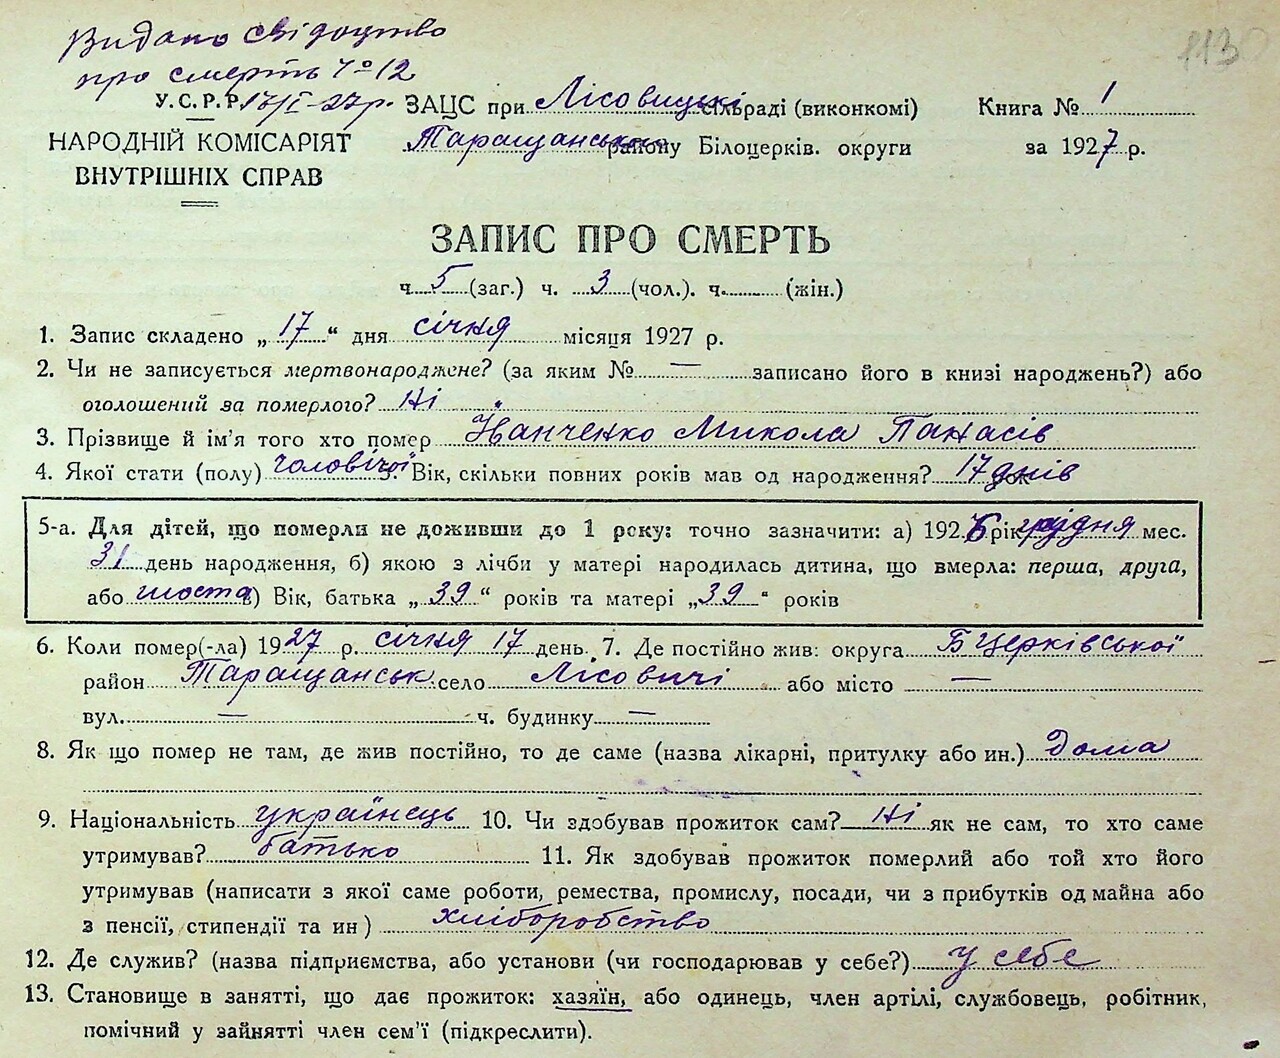 1130
Видано свідоцтво
про смерть Ч° 12
17/I-27р.
У.С.Р.Р. ЗАЦС при Лісовицькі сільраді (виконкомі) Книга № 1
НАРОДНІЙ КОМІСАРІЯТ Таращанського району Білоцерків. округи за 1927 р.
ВНУТРІШНІХ СПРАВ
ЗАПИС ПРО СМЕРТЬ
ч. 5 (заг.) ч. 3 (чол.). ч. (жін.)
1. Запис складено „17" дня січня місяця 1927 р.
2. Чи не записується мертвонароджене? (за яким № — записано його в книзі народжень?) або
оголошений за померлого? Ні
3. Прізвище й ім'я того хто помер Іванченко Микола Панасів
4. Якої стати (полу) чоловічої 5. Вік, скільки повних років мав од народження? 17 днів
5-а. Для дітей, що померли не доживши до 1 року: точно зазначити: а) 1926 рік грудня мес.
31 день народження, б) якою з лічби у матері народилась дитина, що вмерла: перша, друга,
або шоста в) Вік, батька „39" років та матері „39" років
6. Коли помер(-ла) 1927 р. січня 17 день. 7. Де постійно жив: округа БЦерківської
район Таращанськ. село Лісовичі або місто —
вул. — ч. будинку —
8. Як що помер не там, де жив постійно, то де саме (назва лікарні, притулку або ин.) Дома
9. Національність українець 10. Чи здобував прожиток сам? Ні як не сам, то хто саме
утримував? батько 11. Як здобував прожиток померлий або той хто його
утримував (написати з якої саме роботи, ремества, промислу, посади, чи з прибутків од майна або
з пенсії, стипендії та ин) хліборобство
12. Де служив? (назва підприємства, або установи (чи господарював у себе?) у себе
13. Становище в занятті, що дає прожиток: хазяїн, або одинець, член артілі, службовець, робітник,
помічний у зайнятті член сем'ї (підкреслити).